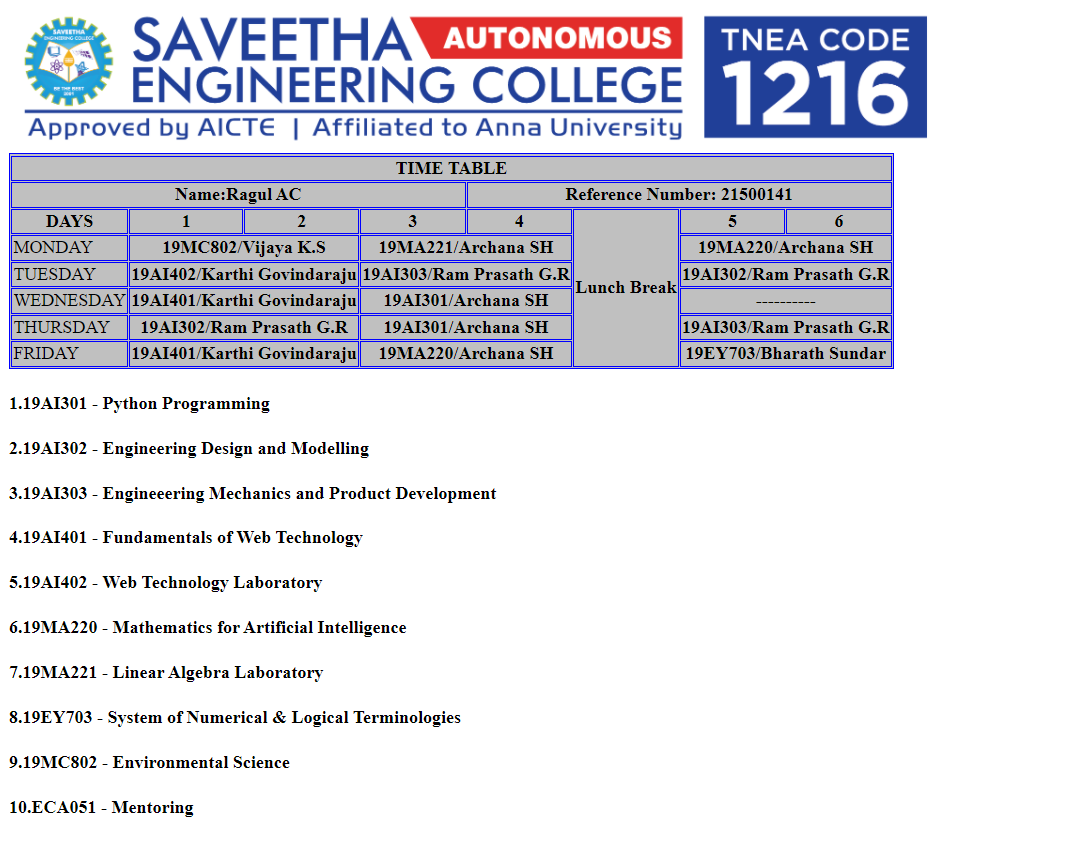 SAVEETHA
ENGINEERING COLLEGE
BE THE BEST
2001
SAVEETHA AUTONOMOUS
ENGINEERING COLLEGE
Approved by AICTE | Affiliated to Anna University
TNEA CODE
1216
TIME TABLE
Name:Ragul AC Reference Number: 21500141
DAYS 1 2 3 4 Lunch Break 5 6
MONDAY 19MC802/Vijaya K.S 19MA221/Archana SH 19MA220/Archana SH
TUESDAY 19AI402/Karthi Govindaraju 19AI303/Ram Prasath G.R 19AI302/Ram Prasath G.R
WEDNESDAY 19AI401/Karthi Govindaraju 19AI301/Archana SH ----------
THURSDAY 19AI302/Ram Prasath G.R 19AI301/Archana SH 19AI303/Ram Prasath G.R
FRIDAY 19AI401/Karthi Govindaraju 19MA220/Archana SH 19EY703/Bharath Sundar
1.19AI301 - Python Programming
2.19AI302 - Engineering Design and Modelling
3.19AI303 - Engineeering Mechanics and Product Development
4.19AI401 - Fundamentals of Web Technology
5.19AI402 - Web Technology Laboratory
6.19MA220 - Mathematics for Artificial Intelligence
7.19MA221 - Linear Algebra Laboratory
8.19EY703 - System of Numerical & Logical Terminologies
9.19MC802 - Environmental Science
10.ECA051 - Mentoring